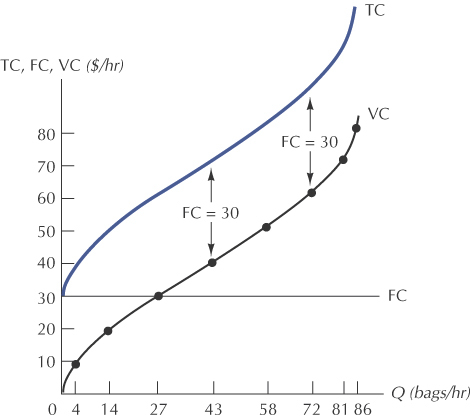 TC
TC, FC, VC ($/hr)
VC
80
FC = 30
70
60
FC = 30
50
40
30
FC
20
10
Q (bags/hr)
0 4 14 27 43 58 72 81 86